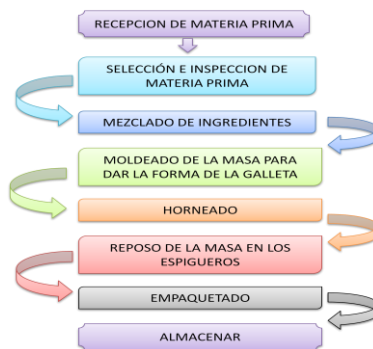 RECEPCION DE MATERIA PRIMA
SELECCIÓN E INSPECCION DE
MATERIA PRIMA
MEZCLADO DE INGREDIENTES
MOLDEADO DE LA MASA PARA
DAR LA FORMA DE LA GALLETA
HORNEADO
REPOSO DE LA MASA EN LOS
ESPIGUEROS
EMPAQUETADO
ALMACENAR